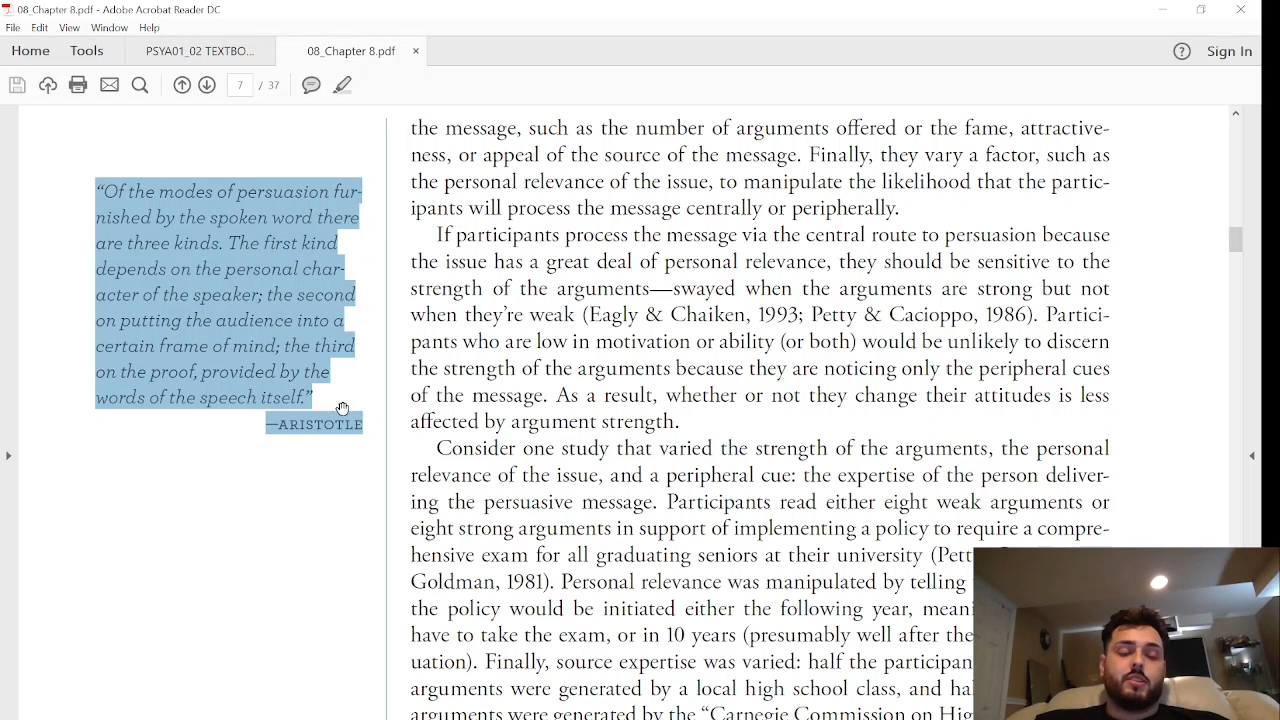 08_Chapter 8.pdf - Adobe Acrobat Reader DC
File Edit View Window Help
Home Tools PSYA01_02 TEXTBO... 08_Chapter 8.pdf ×
? Sign In
7 / 37
“Of the modes of persuasion fur-
nished by the spoken word there
are three kinds. The first kind
depends on the personal char-
acter of the speaker; the second
on putting the audience into a
certain frame of mind; the third
on the proof, provided by the
words of the speech itself.”
—ARISTOTLE
the message, such as the number of arguments offered or the fame, attractive-
ness, or appeal of the source of the message. Finally, they vary a factor, such as
the personal relevance of the issue, to manipulate the likelihood that the partic-
ipants will process the message centrally or peripherally.
If participants process the message via the central route to persuasion because
the issue has a great deal of personal relevance, they should be sensitive to the
strength of the arguments—swayed when the arguments are strong but not
when they’re weak (Eagly & Chaiken, 1993; Petty & Cacioppo, 1986). Partici-
pants who are low in motivation or ability (or both) would be unlikely to discern
the strength of the arguments because they are noticing only the peripheral cues
of the message. As a result, whether or not they change their attitudes is less
affected by argument strength.
Consider one study that varied the strength of the arguments, the personal
relevance of the issue, and a peripheral cue: the expertise of the person deliver-
ing the persuasive message. Participants read either eight weak arguments or
eight strong arguments in support of implementing a policy to require a compre-
hensive exam for all graduating seniors at their university (Pett
Goldman, 1981). Personal relevance was manipulated by telling
the policy would be initiated either the following year, meani
have to take the exam, or in 10 years (presumably well after the
uation). Finally, source expertise was varied: half the participan
arguments were generated by a local high school class, and hal
arguments were generated by the “Carnegie Commission on Hig